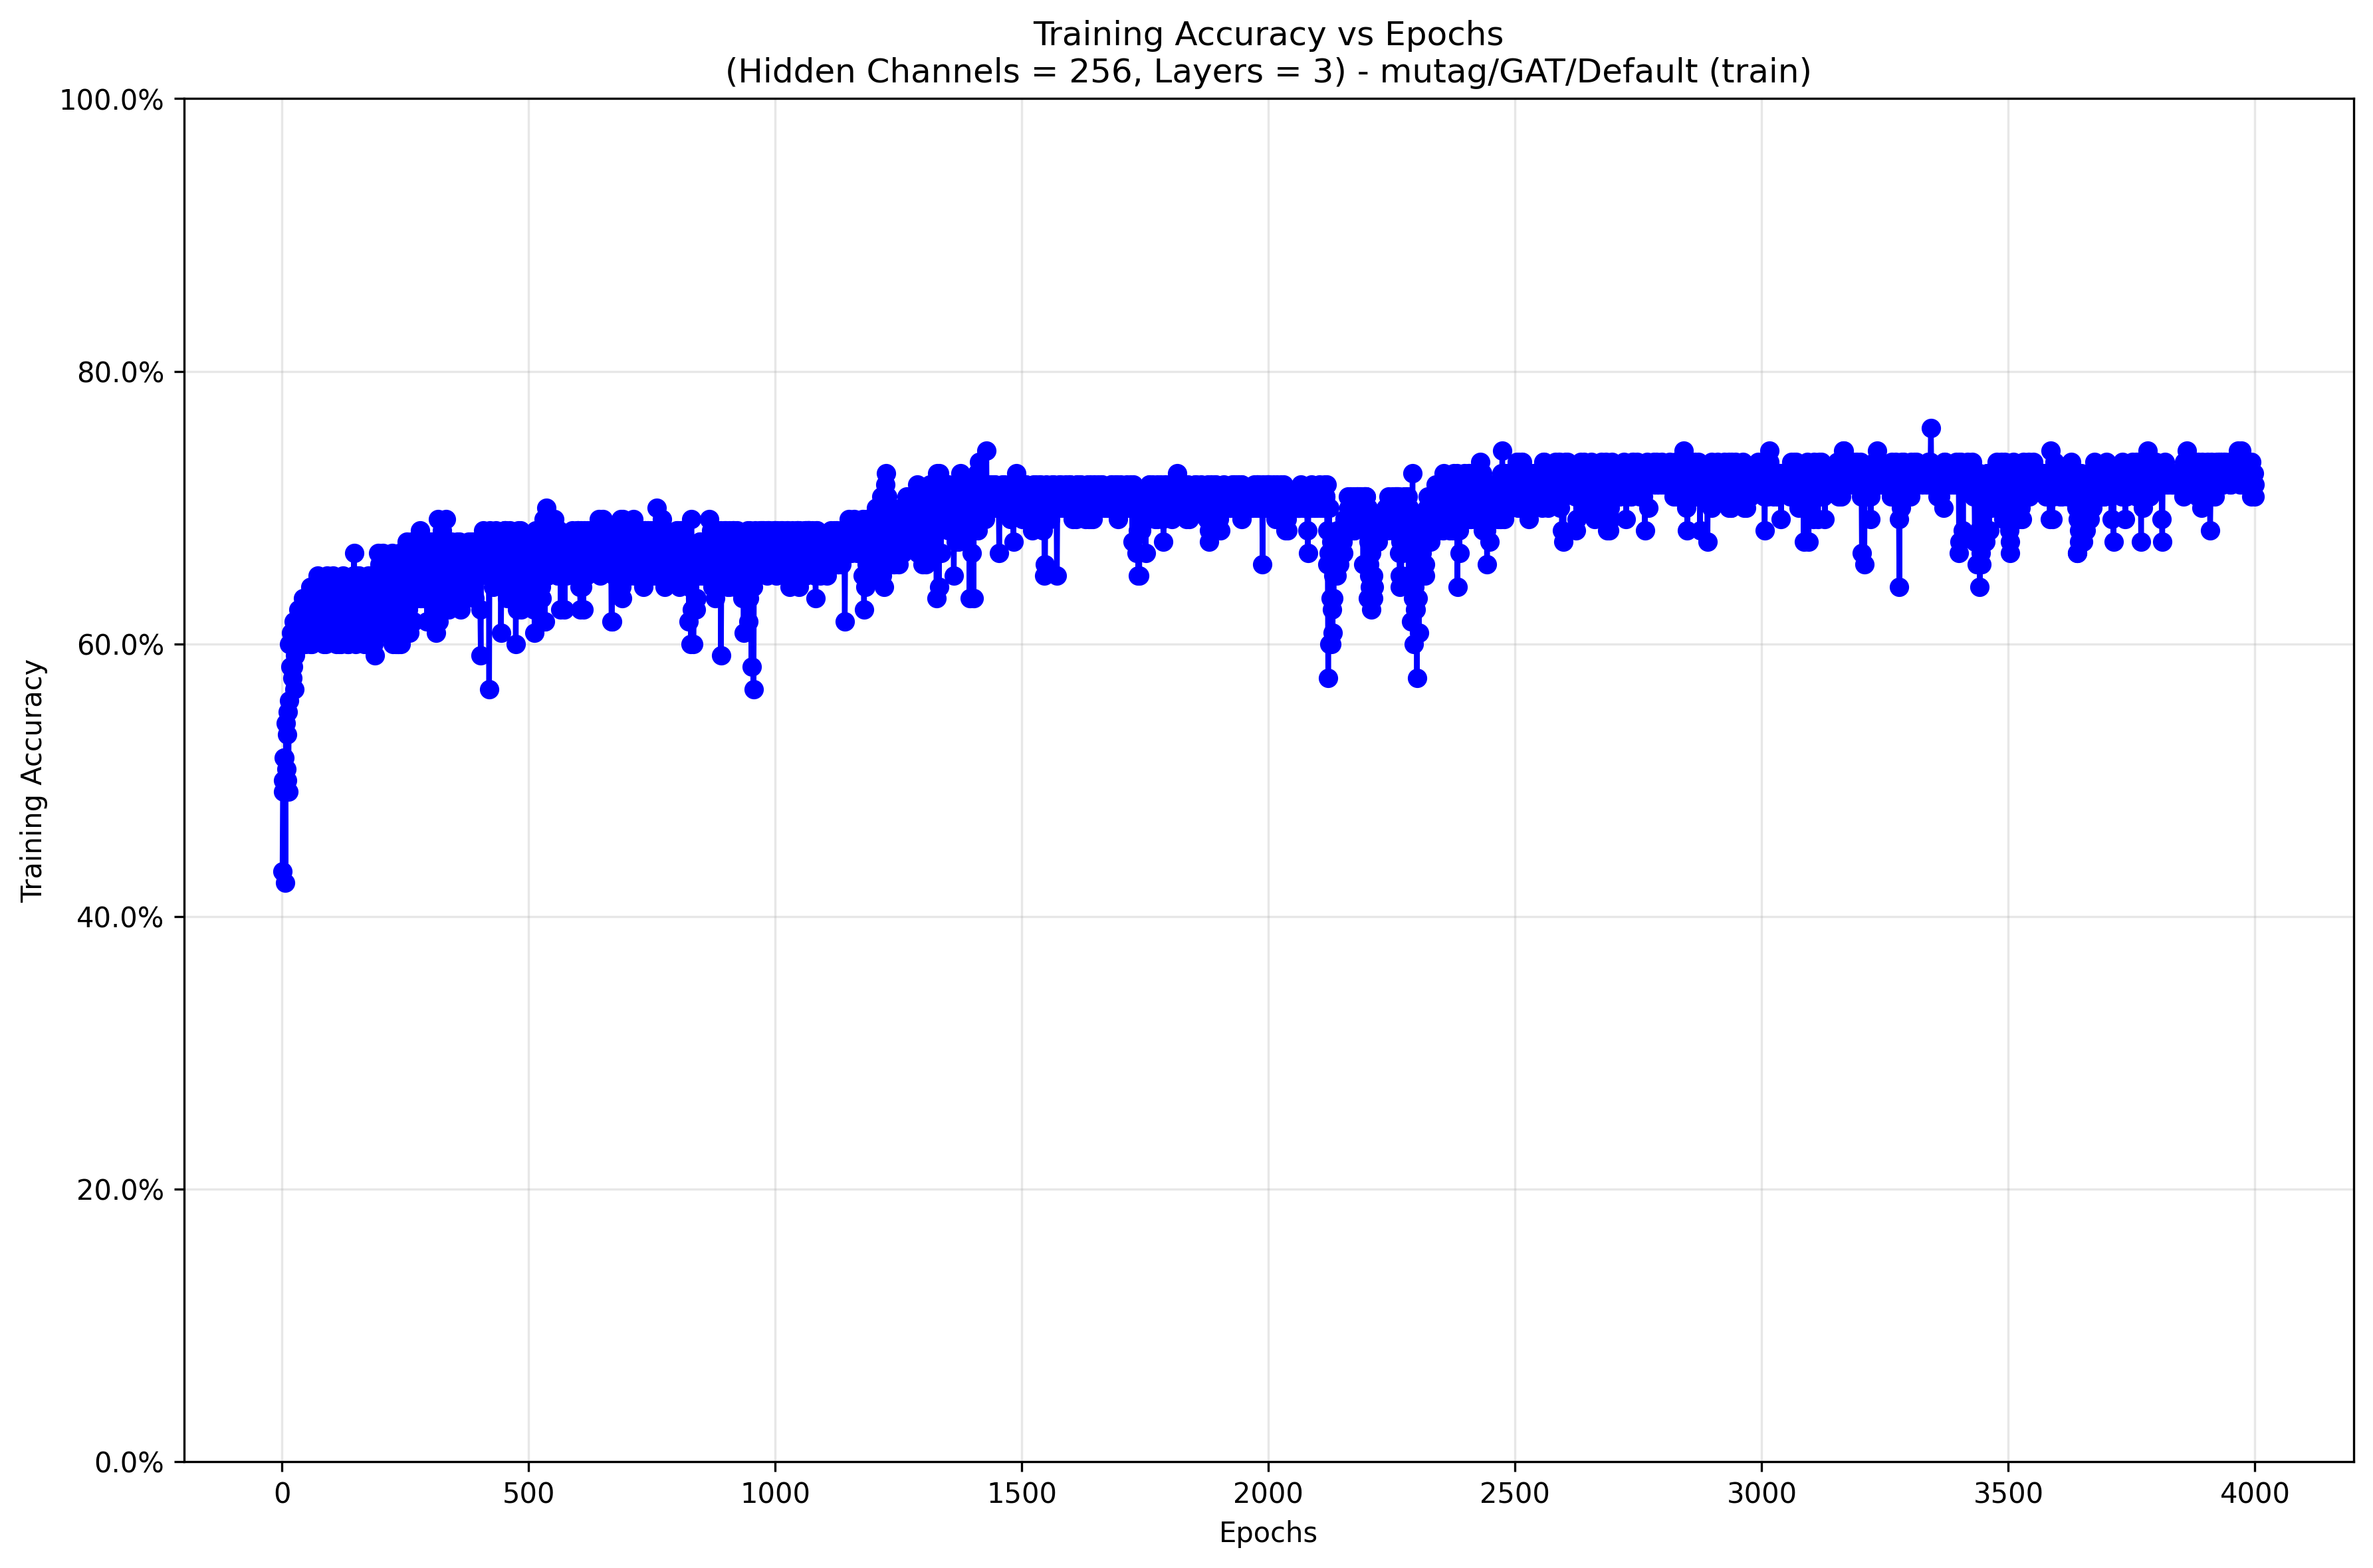 Training Accuracy vs Epochs
(Hidden Channels = 256, Layers = 3) - mutag/GAT/Default (train)
100.0%
80.0%
60.0%
40.0%
20.0%
0.0%
Training Accuracy
0 500 1000 1500 2000 2500 3000 3500 4000
Epochs